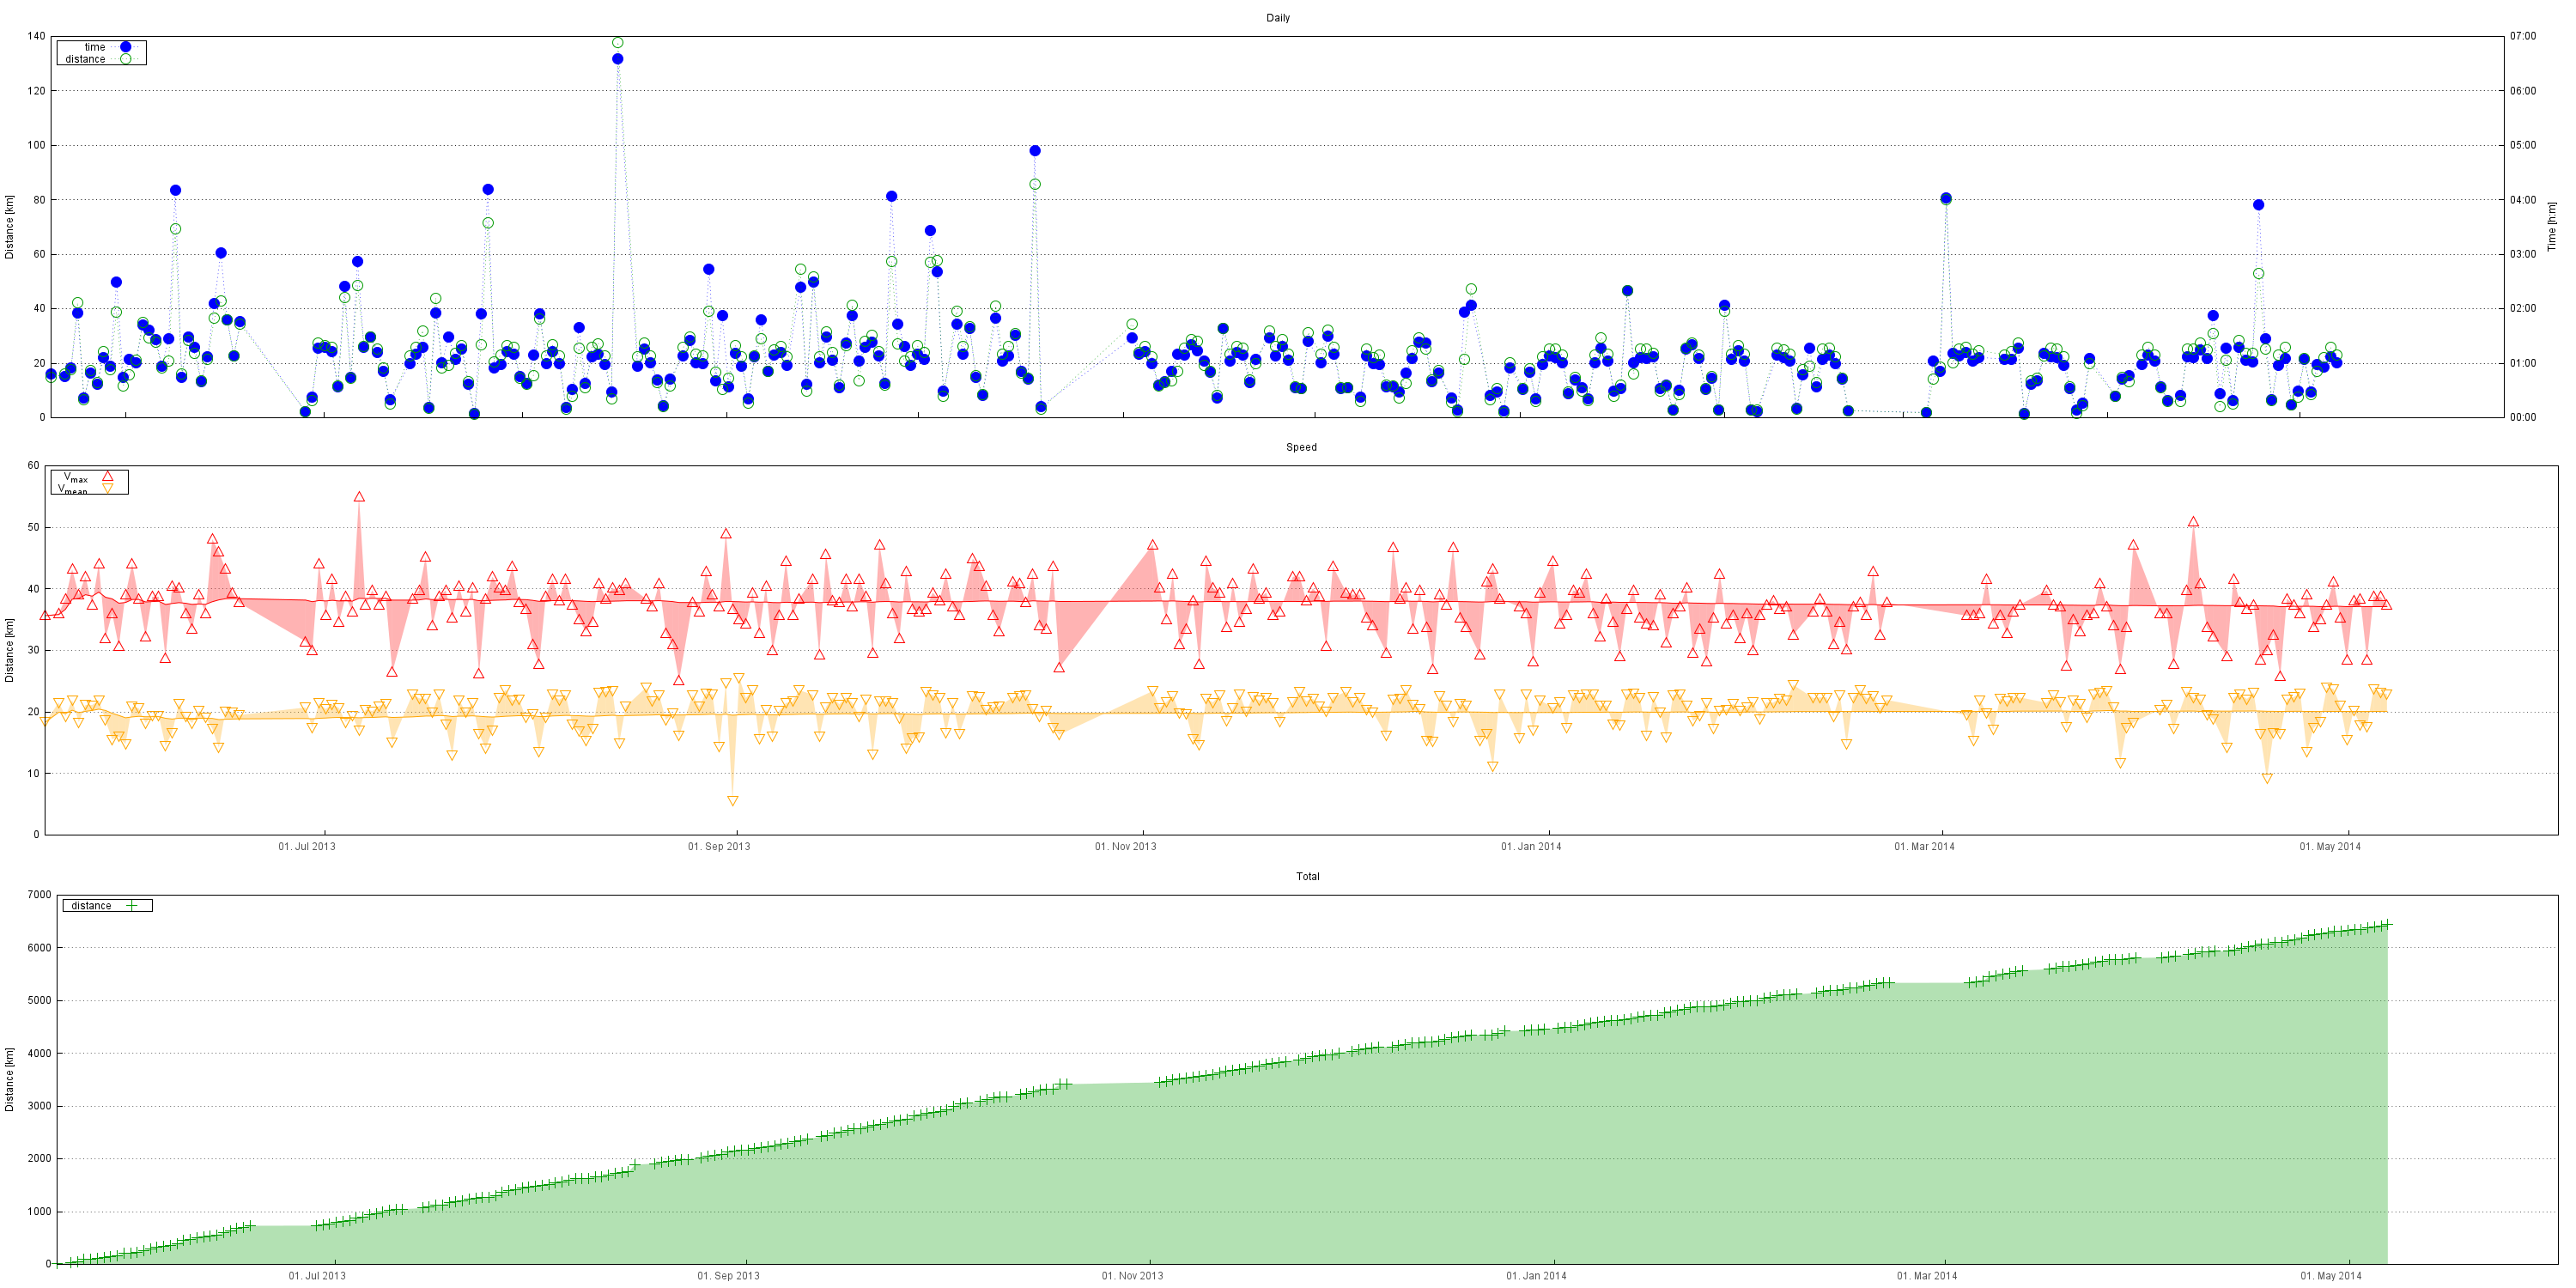 Daily
140
120
100
80
60
40
20
0
Distance [km]
time
distance
07:00
06:00
05:00
04:00
03:00
02:00
01:00
00:00
Time [h:m]
Speed
60
50
40
30
20
10
0
Distance [km]
Vmax
Vmean
01. Jul 2013
01. Sep 2013
01. Nov 2013
01. Jan 2014
01. Mar 2014
01. May 2014
Total
7000
6000
5000
4000
3000
2000
1000
0
Distance [km]
distance
01. Jul 2013
01. Sep 2013
01. Nov 2013
01. Jan 2014
01. Mar 2014
01. May 2014